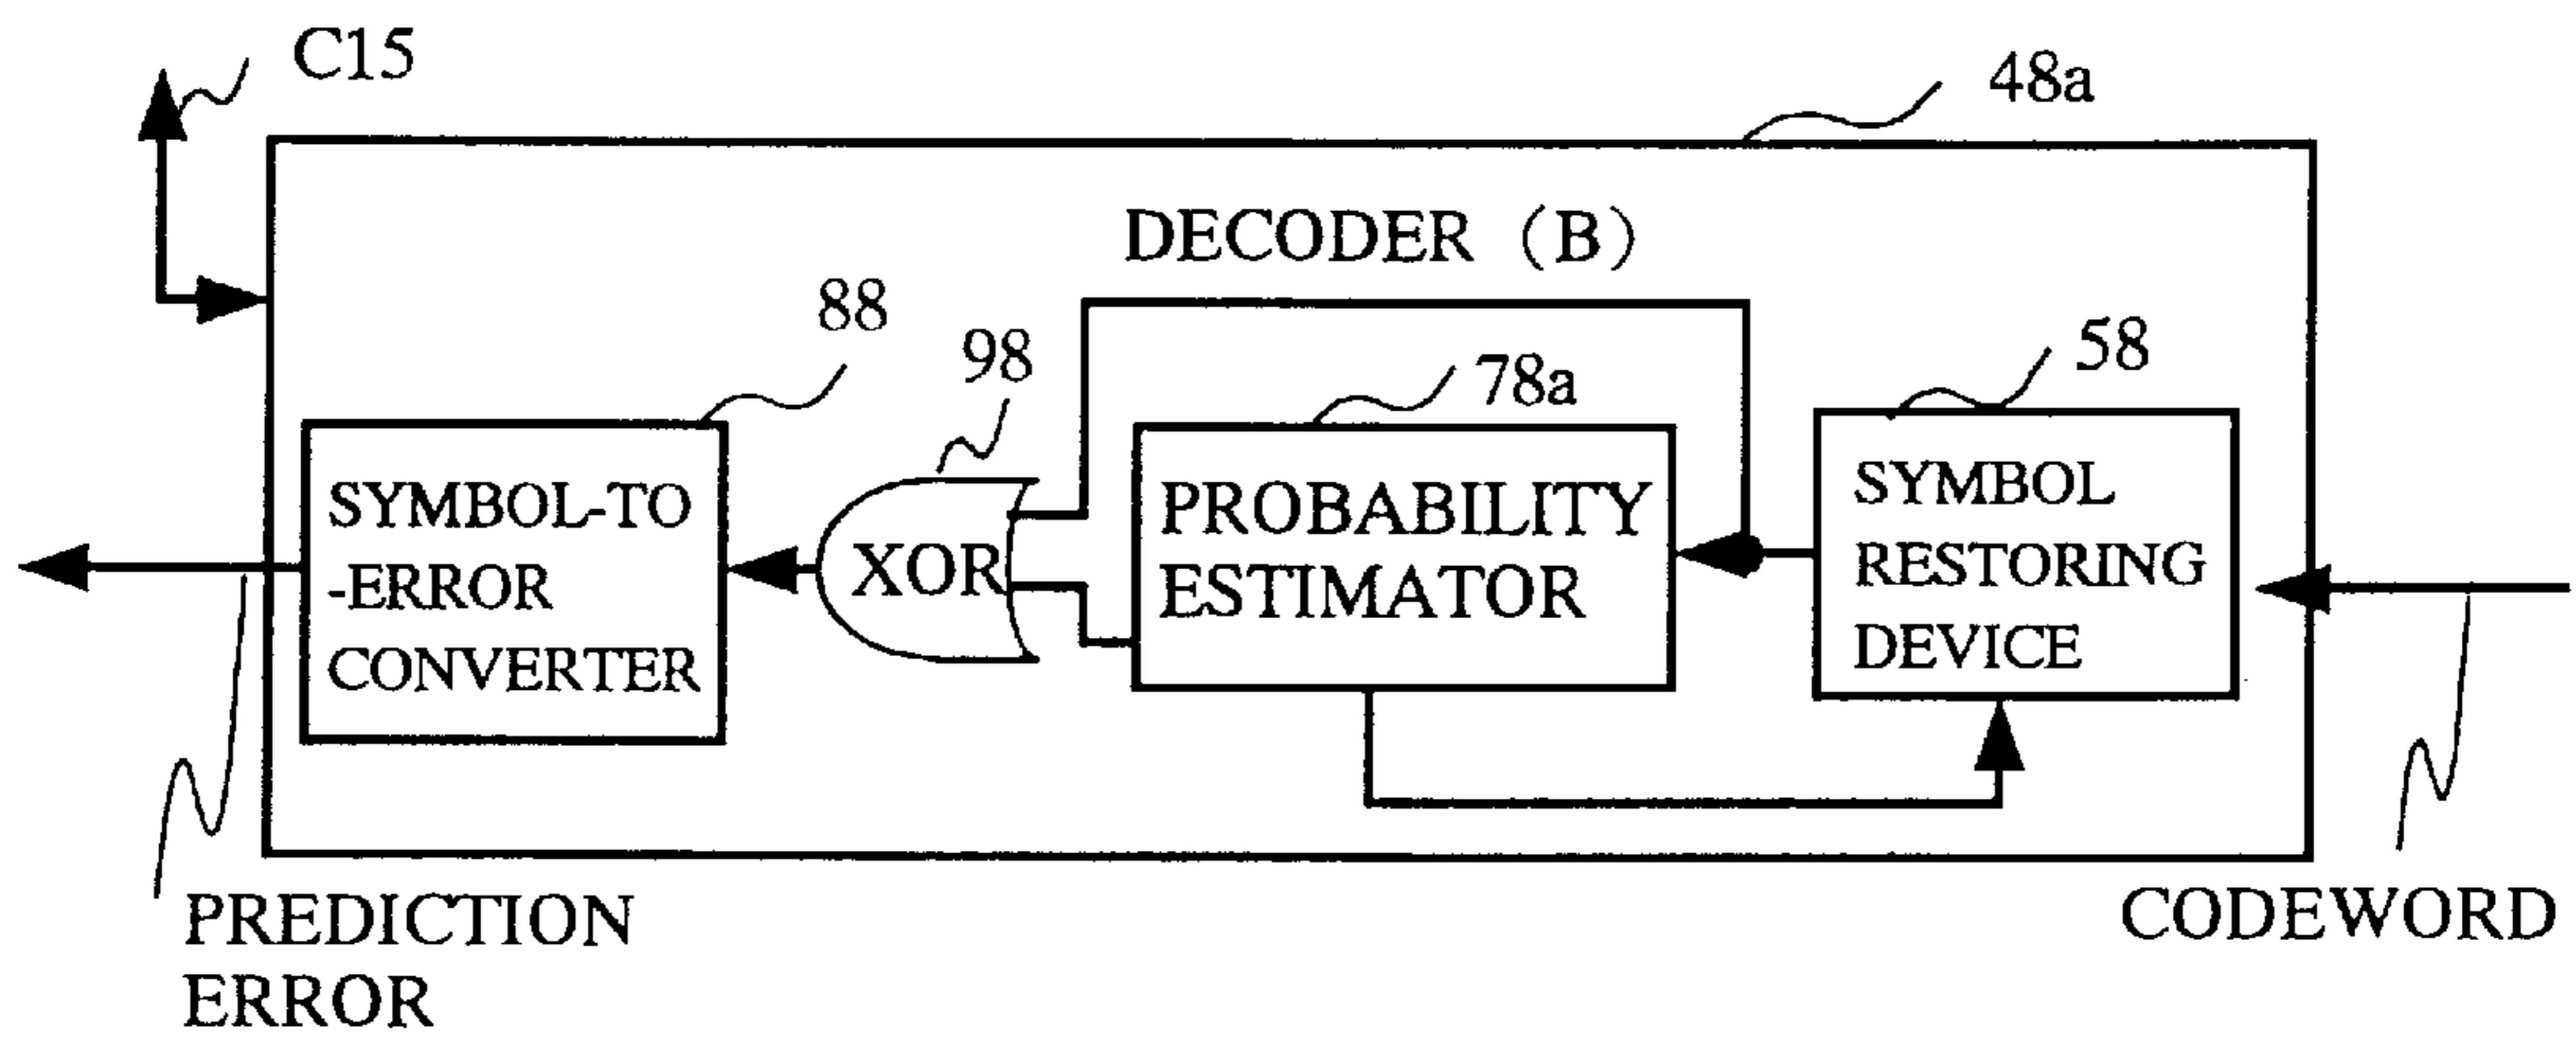 C15
48a
DECODER (B)
88
98
78a
58
SYMBOL-TO
-ERROR
CONVERTER
XOR
PROBABILITY
ESTIMATOR
SYMBOL
RESTORING
DEVICE
PREDICTION
ERROR
CODEWORD